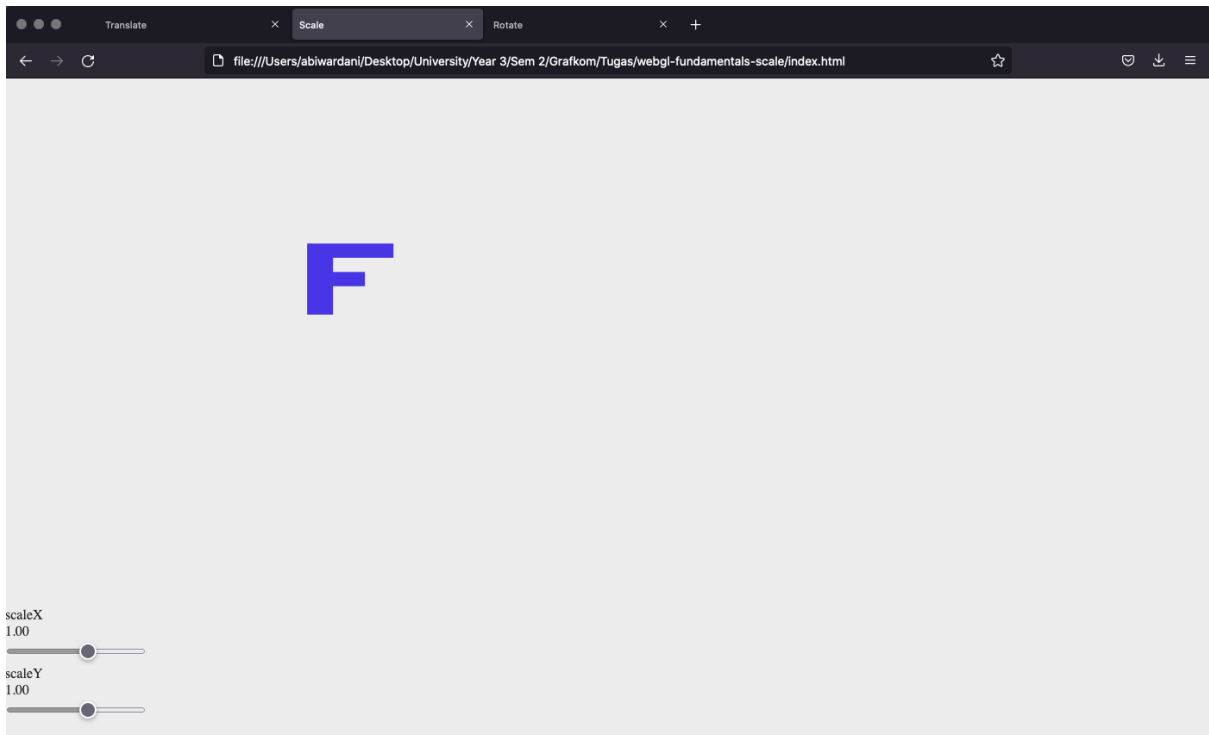 Translate Scale Rotate
file:///Users/abiwardani/Desktop/University/Year 3/Sem 2/Grafkom/Tugas/webgl-fundamentals-scale/index.html
F
scaleX
1.00
scaleY
1.00